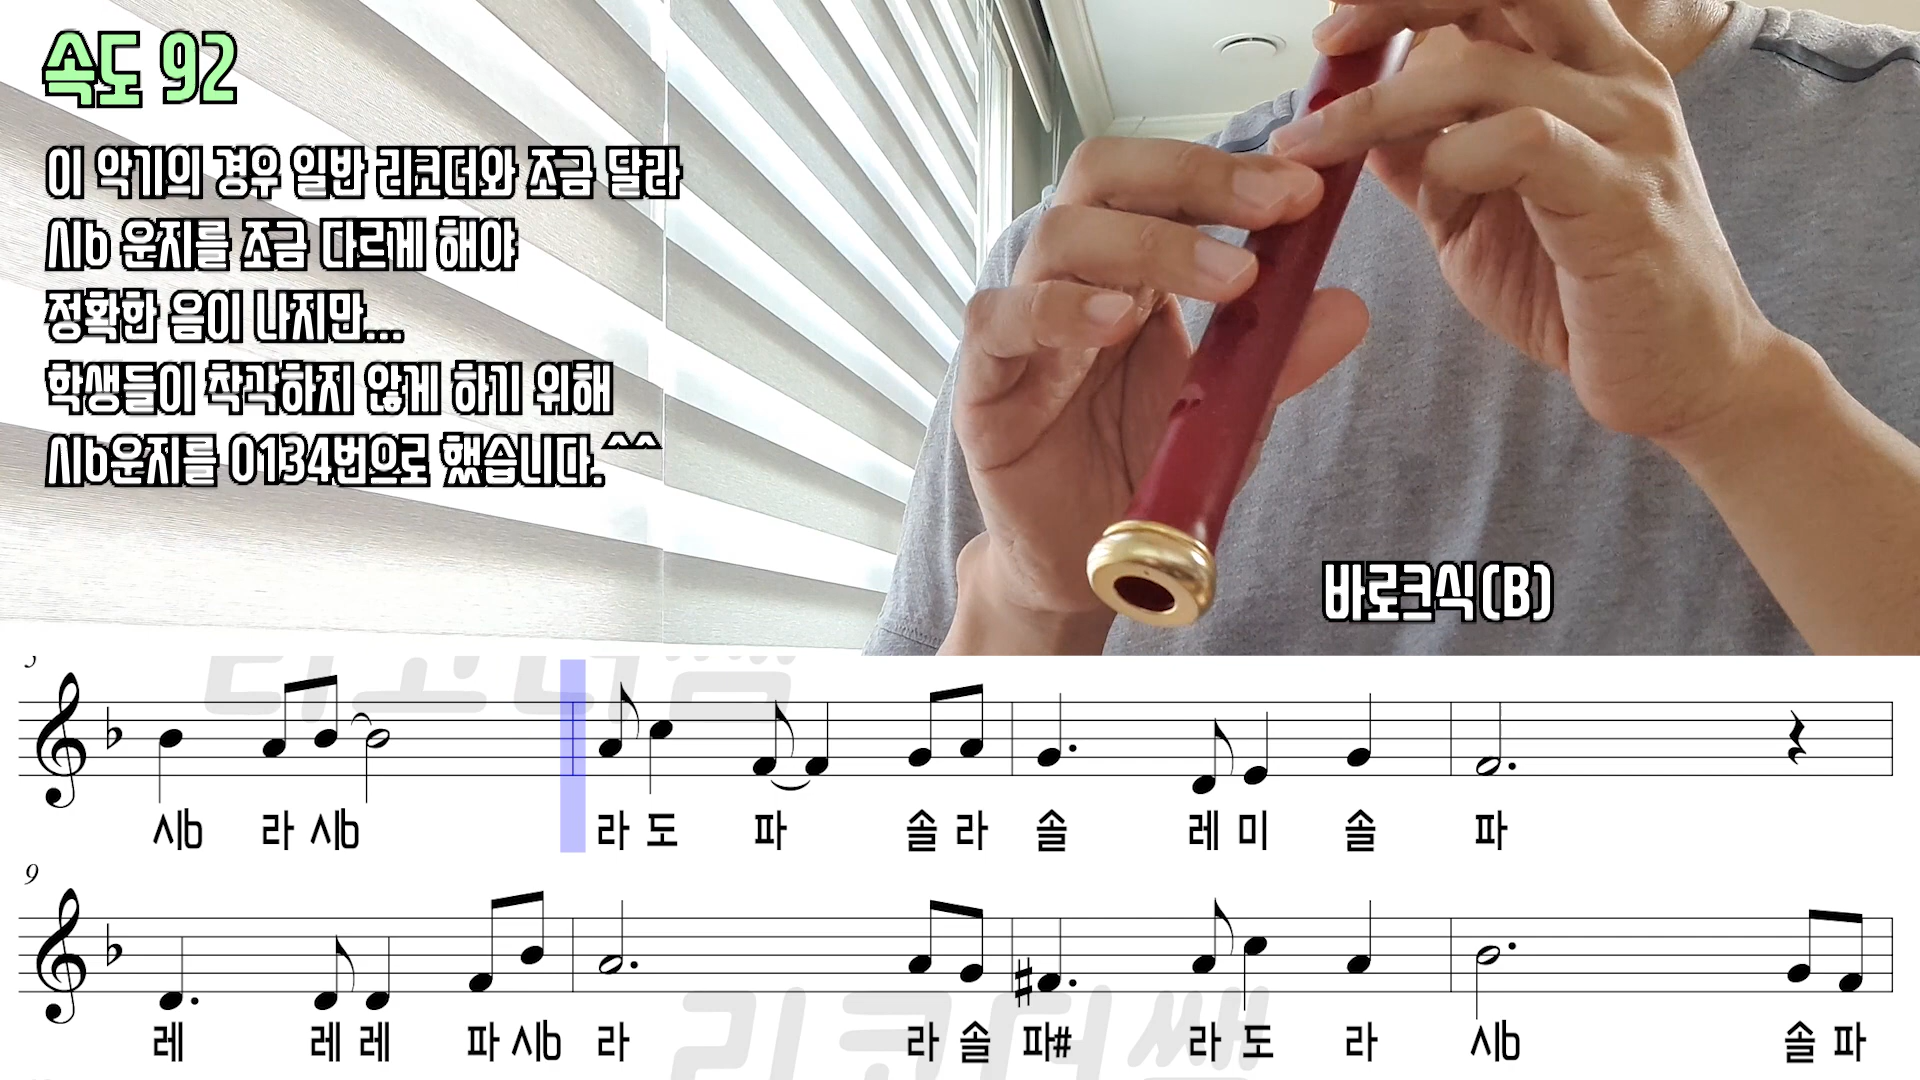 속도 92
이 악기의 경우 일반 리코더와 조금 달라
시b 운지를 조금 다르게 해야
정확한 음이 나지만...
학생들이 착각하지 않게 하기 위해
시b운지를 0134번으로 했습니다.^^
바로크식(B)
시b 라 시b 라 도 파 솔 라 솔 레 미 솔 파
9
레 레 레 파 시b 라 라 솔 파# 라 도 라 시b 솔 파
리코더쌤